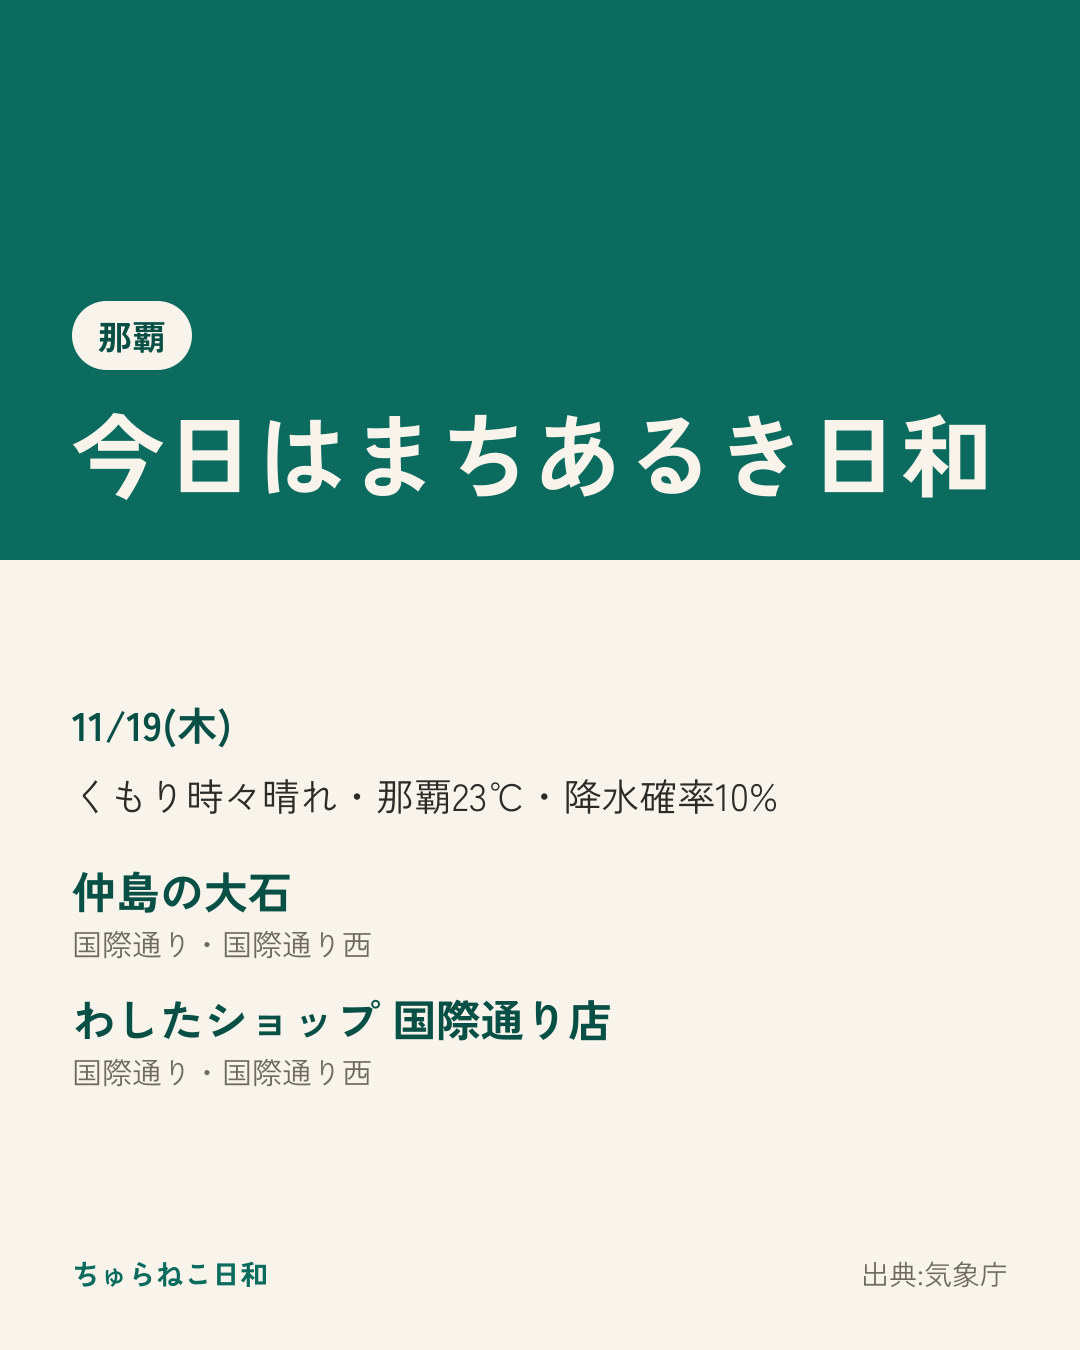 那覇
今日はまちあるき日和
11/19(木)
くもり時々晴れ・那覇23℃・降水確率10%
仲島の大石
国際通り・国際通り西
わしたショップ 国際通り店
国際通り・国際通り西
ちゅらねこ日和
出典:気象庁